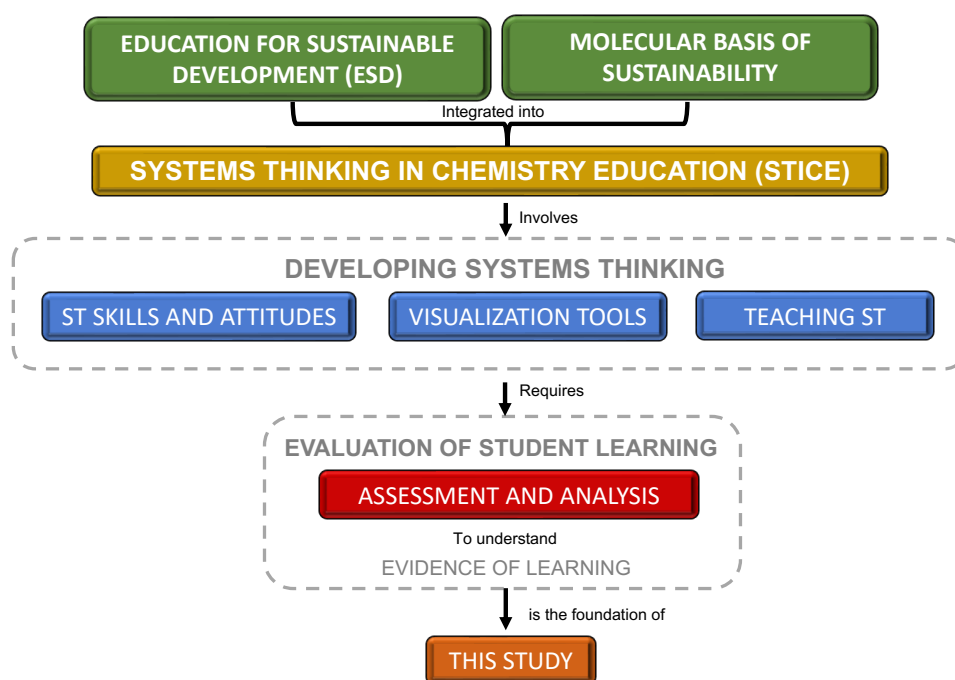 EDUCATION FOR SUSTAINABLE
DEVELOPMENT (ESD)
MOLECULAR BASIS OF
SUSTAINABILITY
Integrated into
SYSTEMS THINKING IN CHEMISTRY EDUCATION (STICE)
Involves
DEVELOPING SYSTEMS THINKING
ST SKILLS AND ATTITUDES
VISUALIZATION TOOLS
TEACHING ST
Requires
EVALUATION OF STUDENT LEARNING
ASSESSMENT AND ANALYSIS
To understand
EVIDENCE OF LEARNING
is the foundation of
THIS STUDY